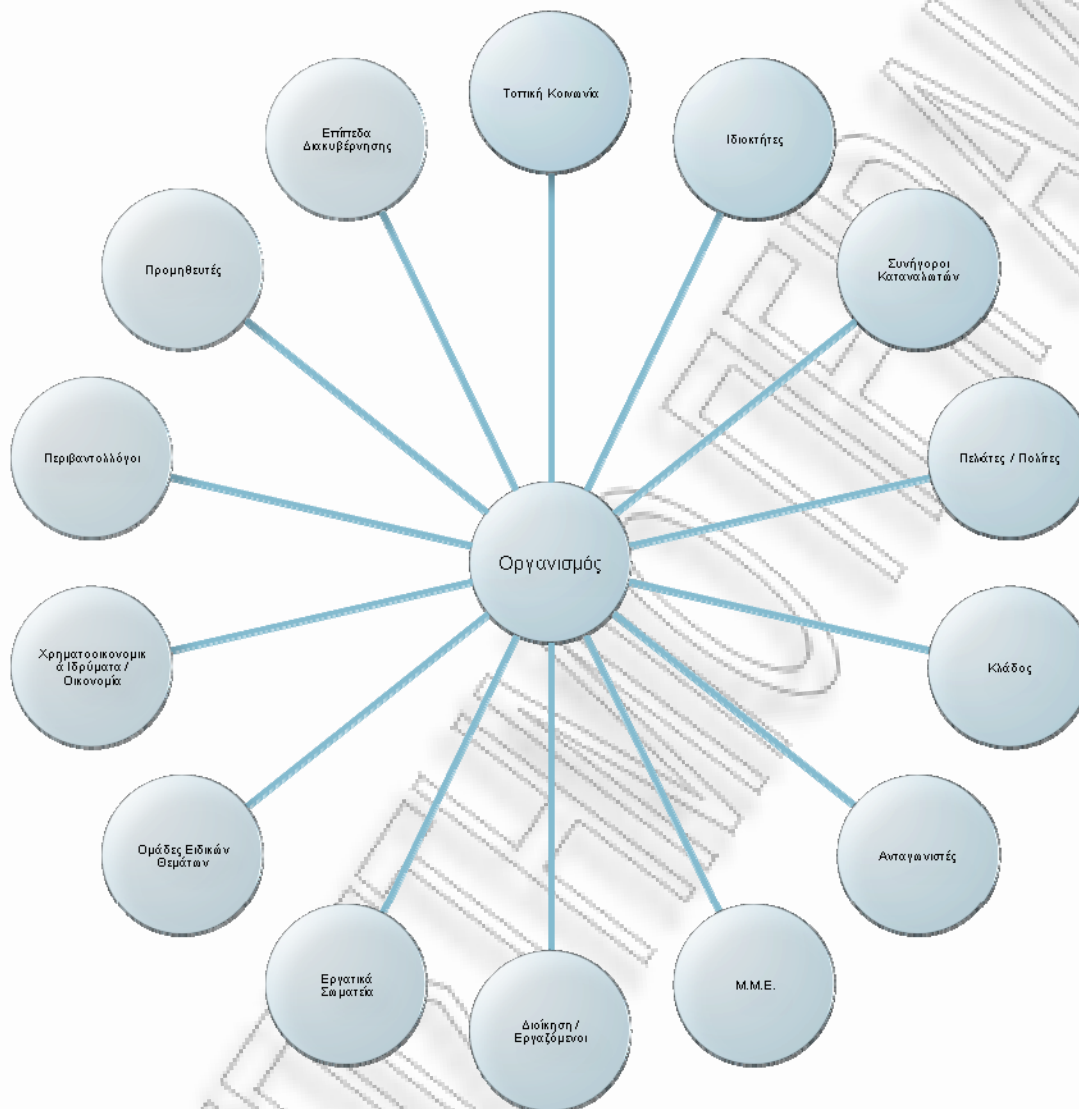 Τοπική Κοινωνία
Ιδιοκτήτες
Συνήγοροι
Καταναλωτών
Πελάτες / Πολίτες
Κλάδος
Ανταγωνιστές
Μ.Μ.Ε.
Διοίκηση /
Εργαζόμενοι
Εργατικά
Σωματεία
Ομάδες Ειδικών
Θεμάτων
Χρηματοοικονομικ
ά Ιδρύματα /
Οικονομία
Περιβαντολλόγοι
Προμηθευτές
Επίπεδα
Διακυβέρνησης
Οργανισμός